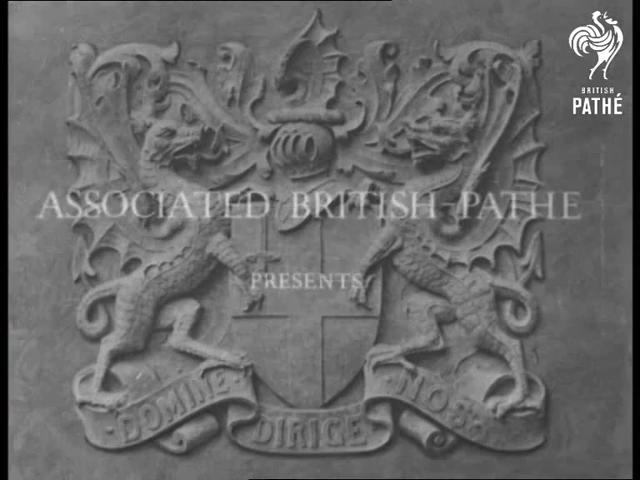 BRITISH
PATHÉ
ASSOCIATED BRITISH-PATHE
PRESENTS
DOMINE
DIRIGE
NOS